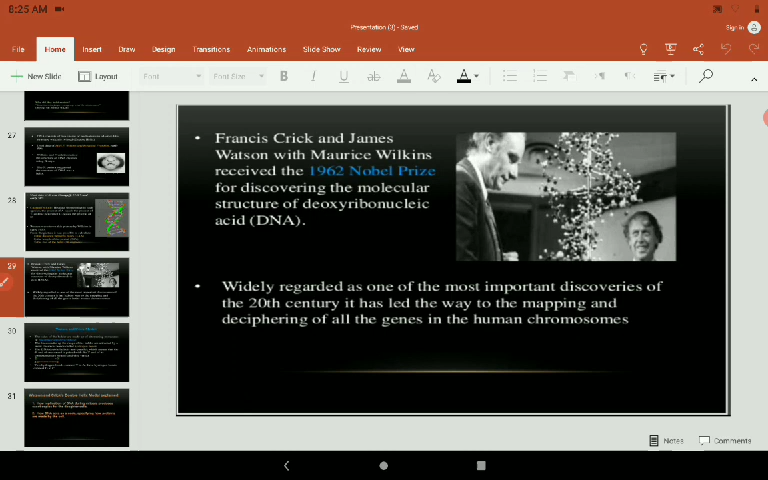 8:25 AM
Presentation (3) - Saved
Sign in
File Home Insert Draw Design Transitions Animations Slide Show Review View
New Slide Layout Font Font Size B I U ab A A
27
28
29
30
31
• Francis Crick and James
Watson with Maurice Wilkins
received the 1962 Nobel Prize
for discovering the molecular
structure of deoxyribonucleic
acid (DNA).
• Widely regarded as one of the most important discoveries of
the 20th century it has led the way to the mapping and
deciphering of all the genes in the human chromosomes
Notes Comments